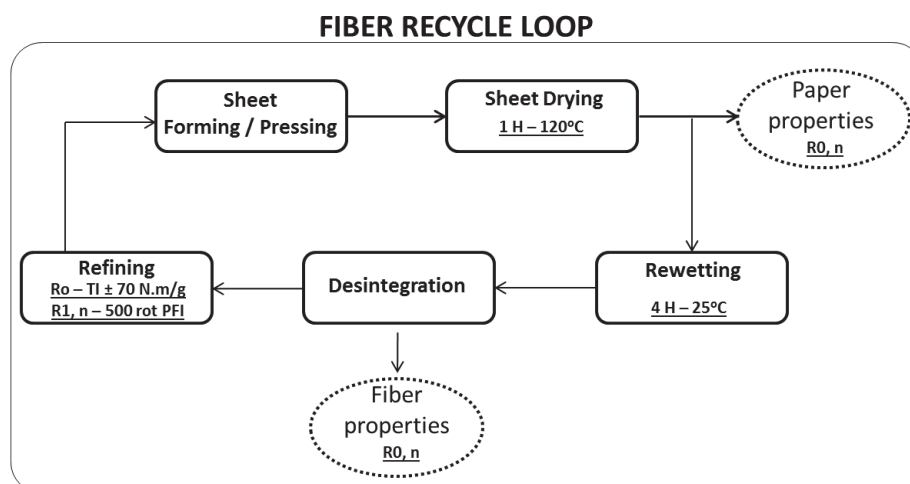 FIBER RECYCLE LOOP
Sheet
Forming / Pressing
Sheet Drying
1 H – 120ºC
Paper
properties
R0, n
Refining
Ro – TI ± 70 N.m/g
R1, n – 500 rot PFI
Desintegration
Rewetting
4 H – 25ºC
Fiber
properties
R0, n